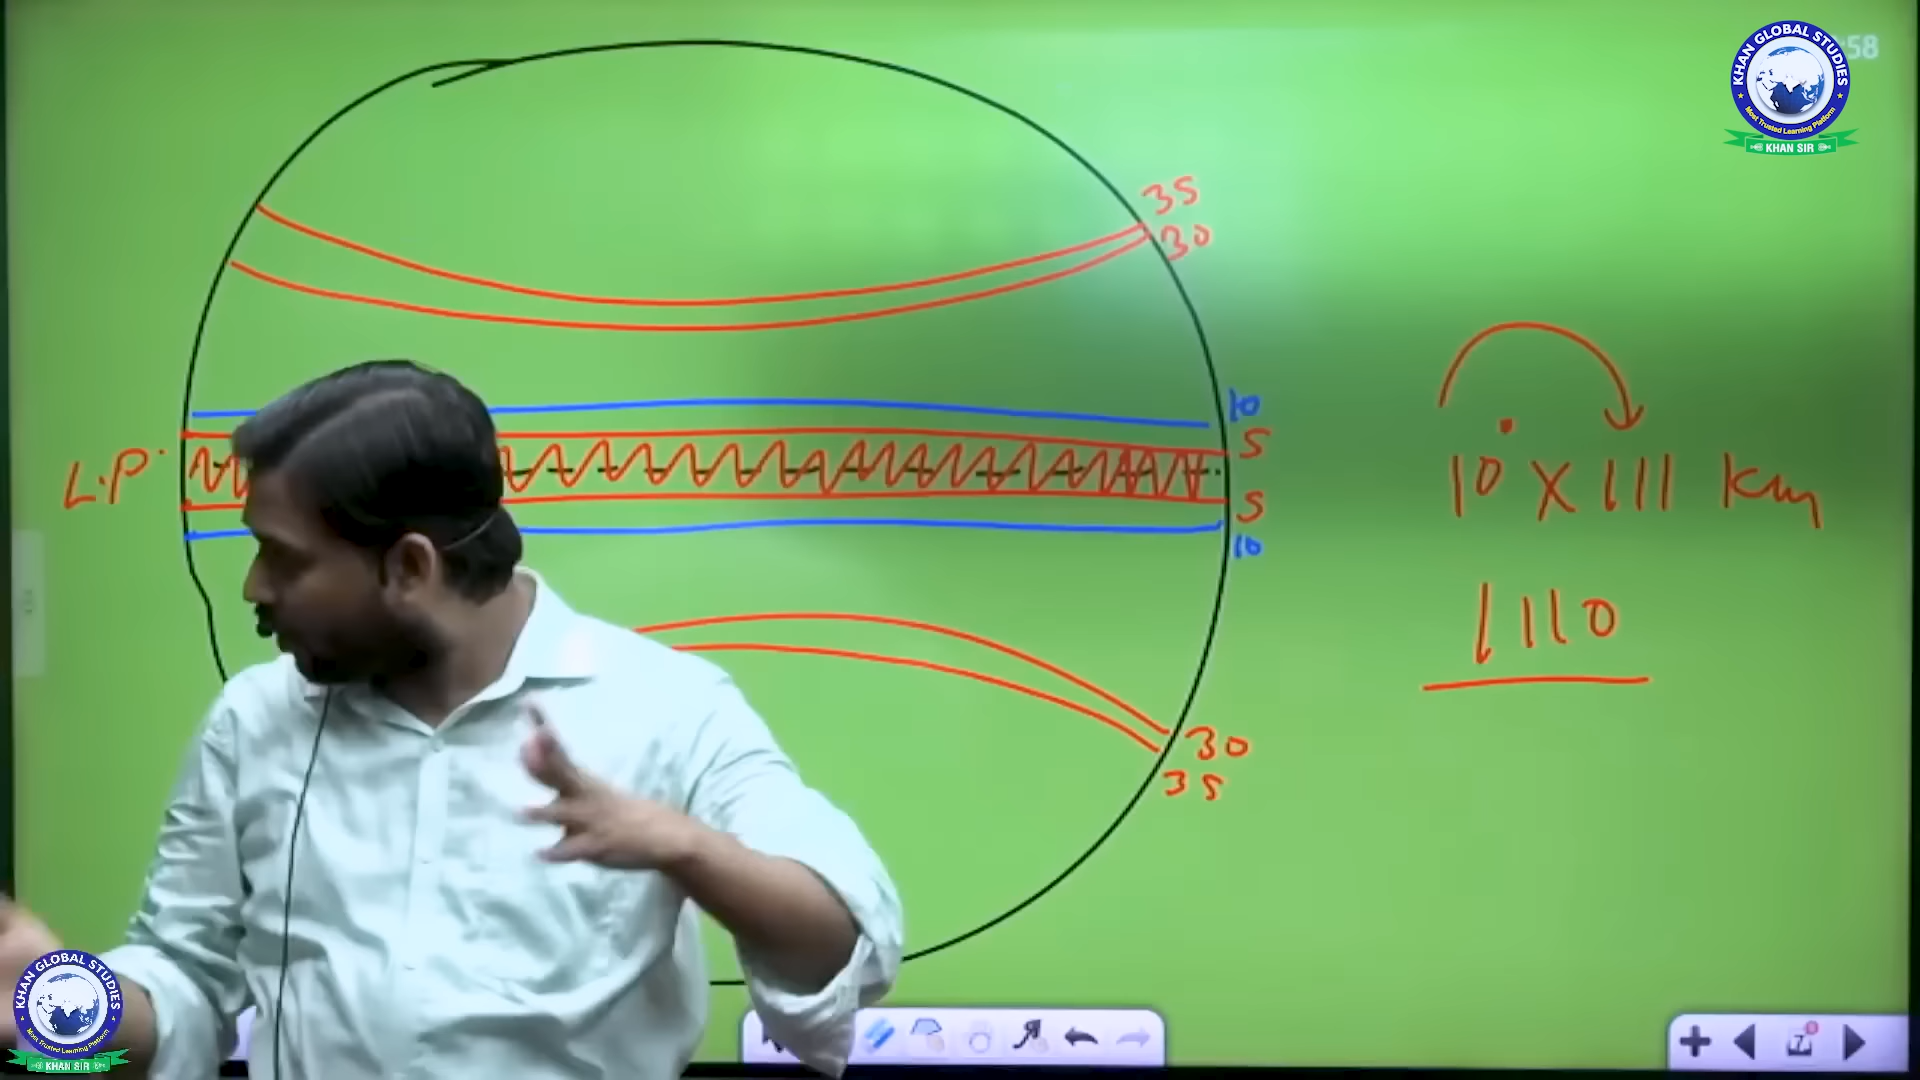 KHAN GLOBAL STUDIES
Most Trusted Learning Platform
KHAN SIR
58
35
30
10
5
L.P.
5
10
10 X 111 Km
1110
30
35
KHAN GLOBAL STUDIES
Most Trusted Learning Platform
KHAN SIR